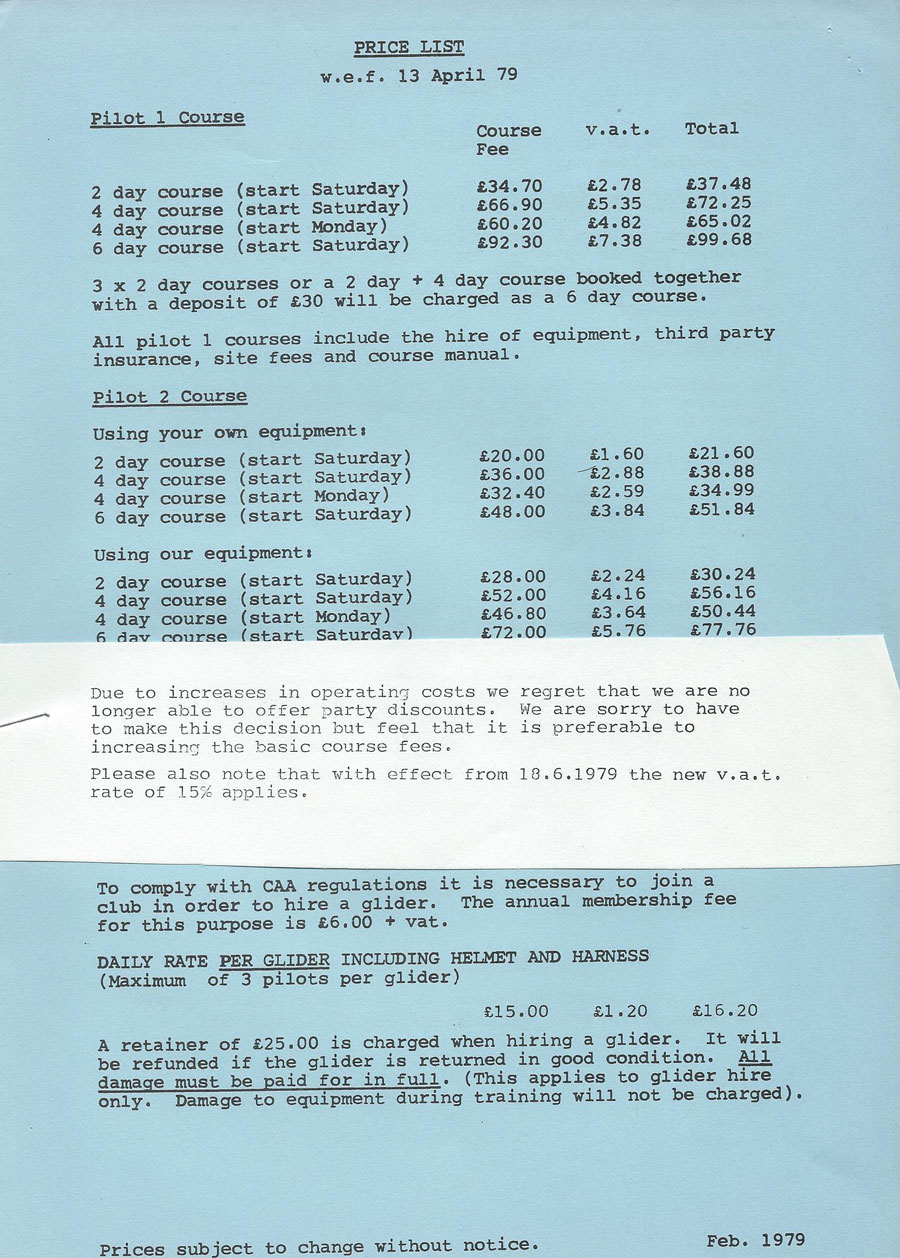 PRICE LIST
w.e.f. 13 April 79
Pilot 1 Course
Course Fee v.a.t. Total
2 day course (start Saturday) £34.70 £2.78 £37.48
4 day course (start Saturday) £66.90 £5.35 £72.25
4 day course (start Monday) £60.20 £4.82 £65.02
6 day course (start Saturday) £92.30 £7.38 £99.68
3 x 2 day courses or a 2 day + 4 day course booked together
with a deposit of £30 will be charged as a 6 day course.
All pilot 1 courses include the hire of equipment, third party
insurance, site fees and course manual.
Pilot 2 Course
Using your own equipment:
2 day course (start Saturday) £20.00 £1.60 £21.60
4 day course (start Saturday) £36.00 £2.88 £38.88
4 day course (start Monday) £32.40 £2.59 £34.99
6 day course (start Saturday) £48.00 £3.84 £51.84
Using our equipment:
2 day course (start Saturday) £28.00 £2.24 £30.24
4 day course (start Saturday) £52.00 £4.16 £56.16
4 day course (start Monday) £46.80 £3.64 £50.44
6 day course (start Saturday) £72.00 £5.76 £77.76
Due to increases in operating costs we regret that we are no
longer able to offer party discounts. We are sorry to have
to make this decision but feel that it is preferable to
increasing the basic course fees.
Please also note that with effect from 18.6.1979 the new v.a.t.
rate of 15% applies.
To comply with CAA regulations it is necessary to join a
club in order to hire a glider. The annual membership fee
for this purpose is £6.00 + vat.
DAILY RATE PER GLIDER INCLUDING HELMET AND HARNESS
(Maximum of 3 pilots per glider)
£15.00 £1.20 £16.20
A retainer of £25.00 is charged when hiring a glider. It will
be refunded if the glider is returned in good condition. All
damage must be paid for in full. (This applies to glider hire
only. Damage to equipment during training will not be charged).
Prices subject to change without notice. Feb. 1979